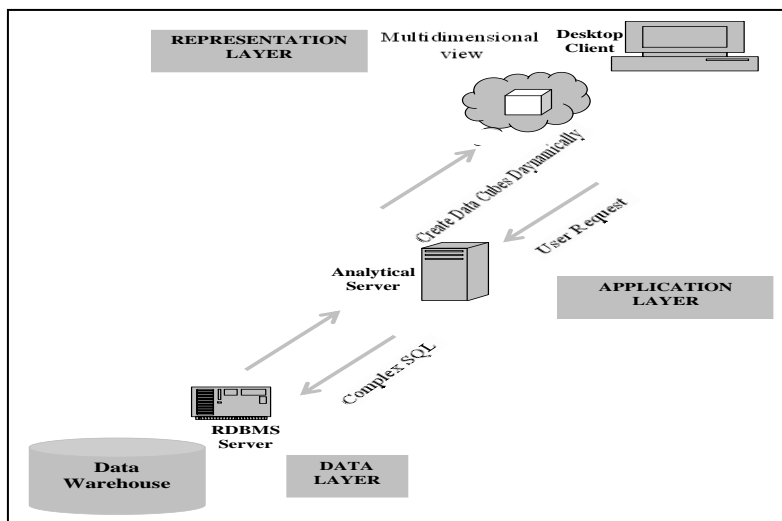 REPRESENTATION
LAYER
Multidimensional
view
Desktop
Client
Create Data Cubes Daynamically
User Request
Analytical
Server
APPLICATION
LAYER
Complex SQL
RDBMS
Server
Data
Warehouse
DATA
LAYER